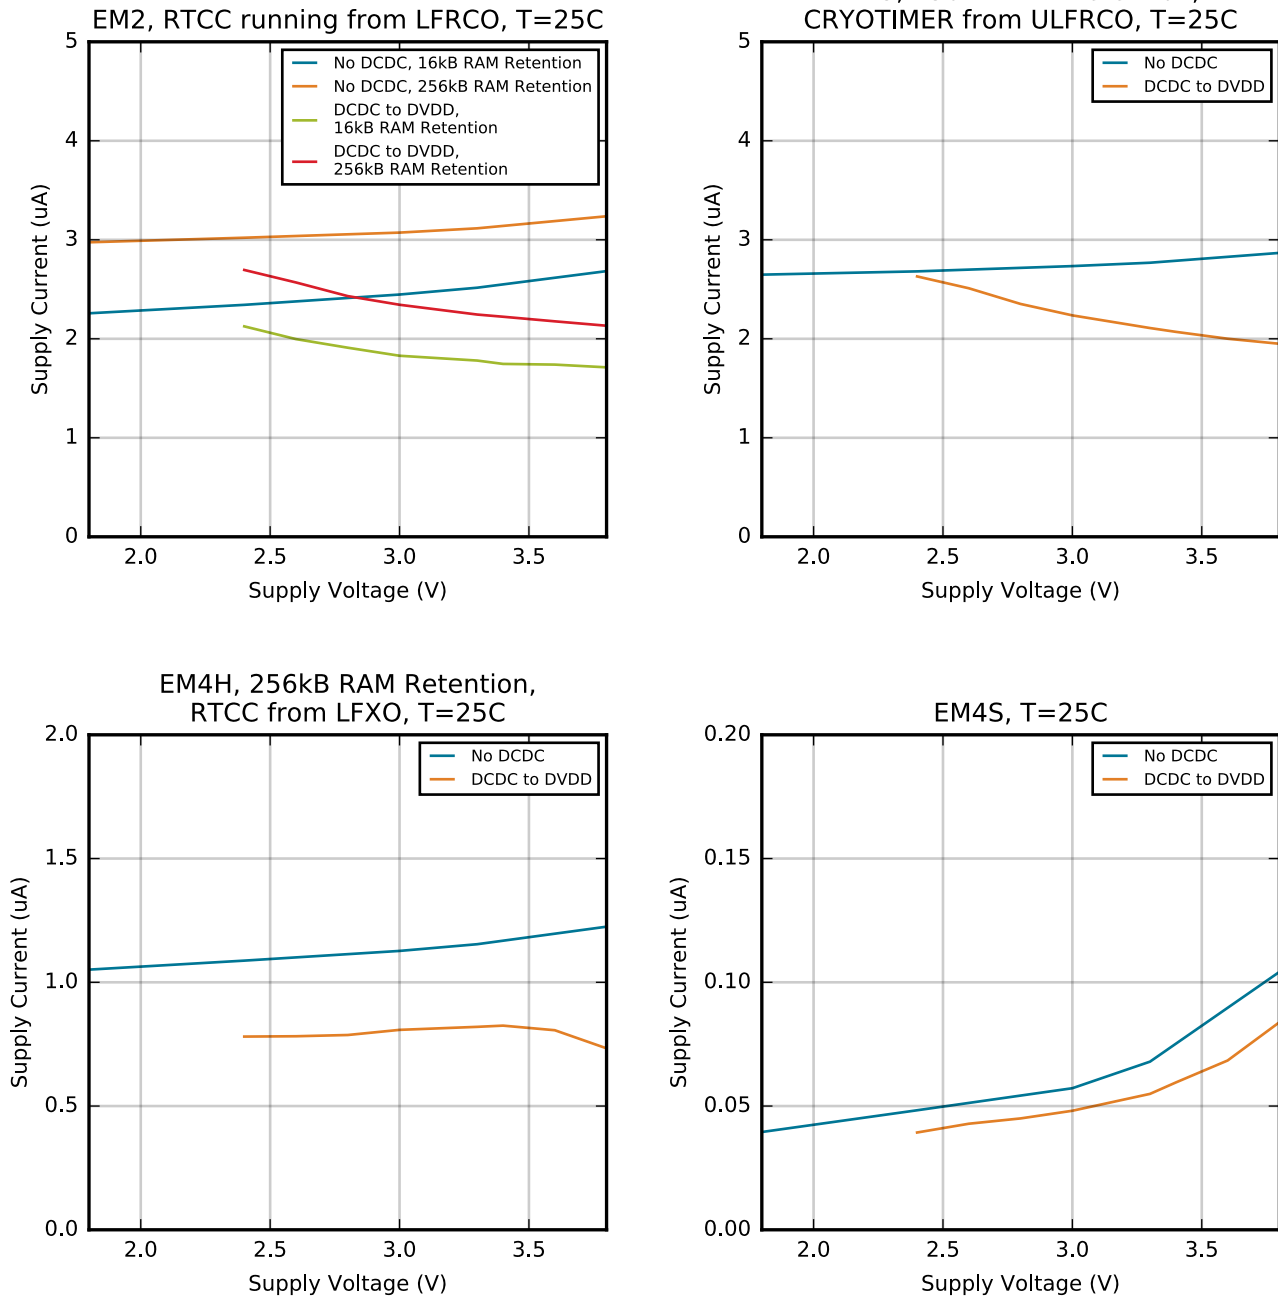 EM2, RTCC running from LFRCO, T=25C
5
4
3
2
1
0
Supply Current (uA)
No DCDC, 16kB RAM Retention
No DCDC, 256kB RAM Retention
DCDC to DVDD,
16kB RAM Retention
DCDC to DVDD,
256kB RAM Retention
2.0 2.5 3.0 3.5
Supply Voltage (V)
CRYOTIMER from ULFRCO, T=25C
5
4
3
2
1
0
Supply Current (uA)
No DCDC
DCDC to DVDD
2.0 2.5 3.0 3.5
Supply Voltage (V)
EM4H, 256kB RAM Retention,
RTCC from LFXO, T=25C
2.0
1.5
1.0
0.5
0.0
Supply Current (uA)
No DCDC
DCDC to DVDD
2.0 2.5 3.0 3.5
Supply Voltage (V)
EM4S, T=25C
0.20
0.15
0.10
0.05
0.00
Supply Current (uA)
No DCDC
DCDC to DVDD
2.0 2.5 3.0 3.5
Supply Voltage (V)